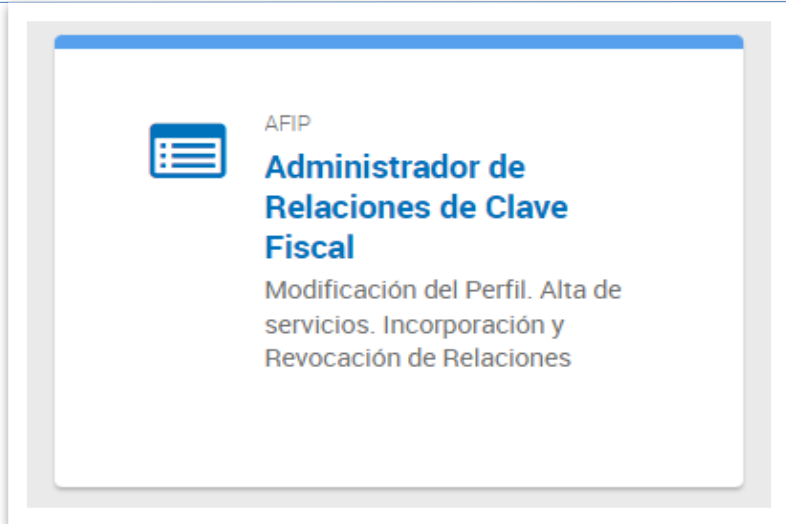 AFIP
Administrador de
Relaciones de Clave
Fiscal
Modificación del Perfil. Alta de
servicios. Incorporación y
Revocación de Relaciones